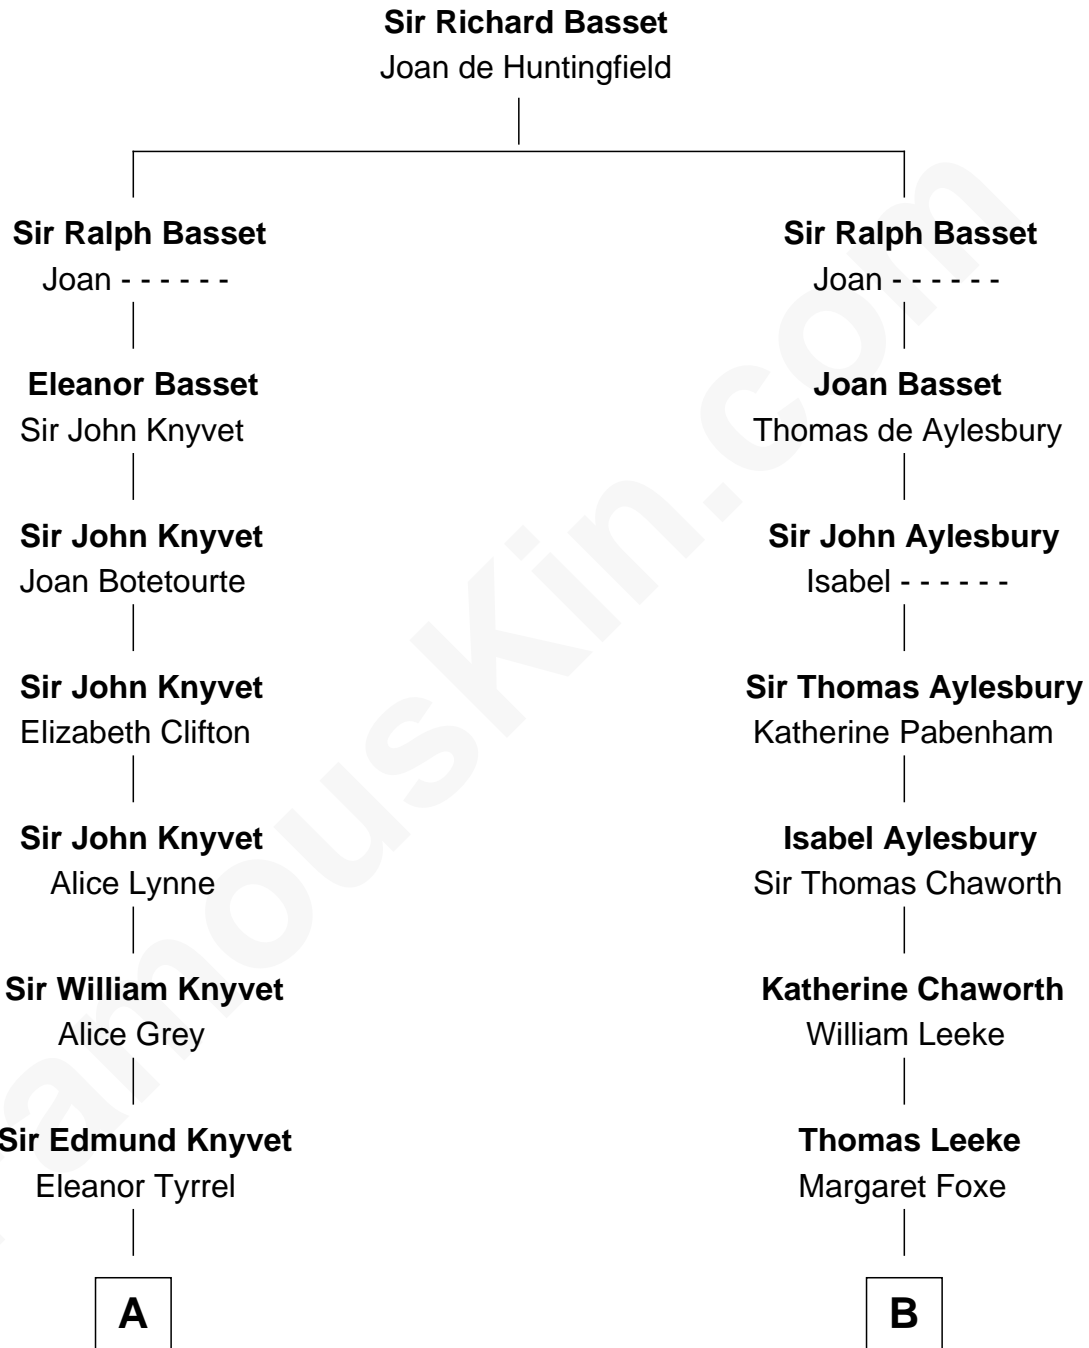 Sir Richard Basset
Joan de Huntingfield
Sir Ralph Basset
Joan - - - - - -
Eleanor Basset
Sir John Knyvet
Sir John Knyvet
Joan Botetourte
Sir John Knyvet
Elizabeth Clifton
Sir John Knyvet
Alice Lynne
Sir William Knyvet
Alice Grey
Sir Edmund Knyvet
Eleanor Tyrrel
A
Sir Ralph Basset
Joan - - - - - -
Joan Basset
Thomas de Aylesbury
Sir John Aylesbury
Isabel - - - - - -
Sir Thomas Aylesbury
Katherine Pabenham
Isabel Aylesbury
Sir Thomas Chaworth
Katherine Chaworth
William Leeke
Thomas Leeke
Margaret Foxe
B
famouskin.com